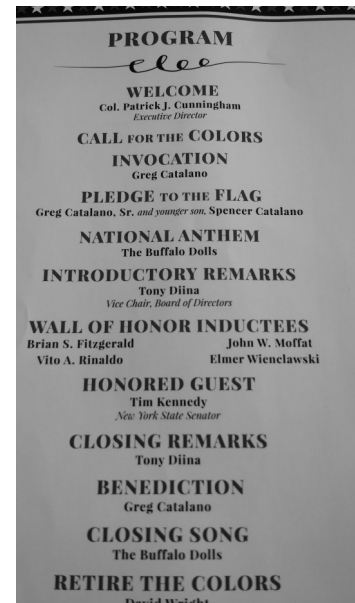 PROGRAM
WELCOME
Col. Patrick J. Cunningham
Executive Director
CALL FOR THE COLORS
INVOCATION
Greg Catalano
PLEDGE TO THE FLAG
Greg Catalano, Sr. and younger son, Spencer Catalano
NATIONAL ANTHEM
The Buffalo Dolls
INTRODUCTORY REMARKS
Tony Diina
Vice Chair, Board of Directors
WALL OF HONOR INDUCTEES
Brian S. Fitzgerald John W. Moffat
Vito A. Rinaldo Elmer Wienclawski
HONORED GUEST
Tim Kennedy
New York State Senator
CLOSING REMARKS
Tony Diina
BENEDICTION
Greg Catalano
CLOSING SONG
The Buffalo Dolls
RETIRE THE COLORS
David Wright